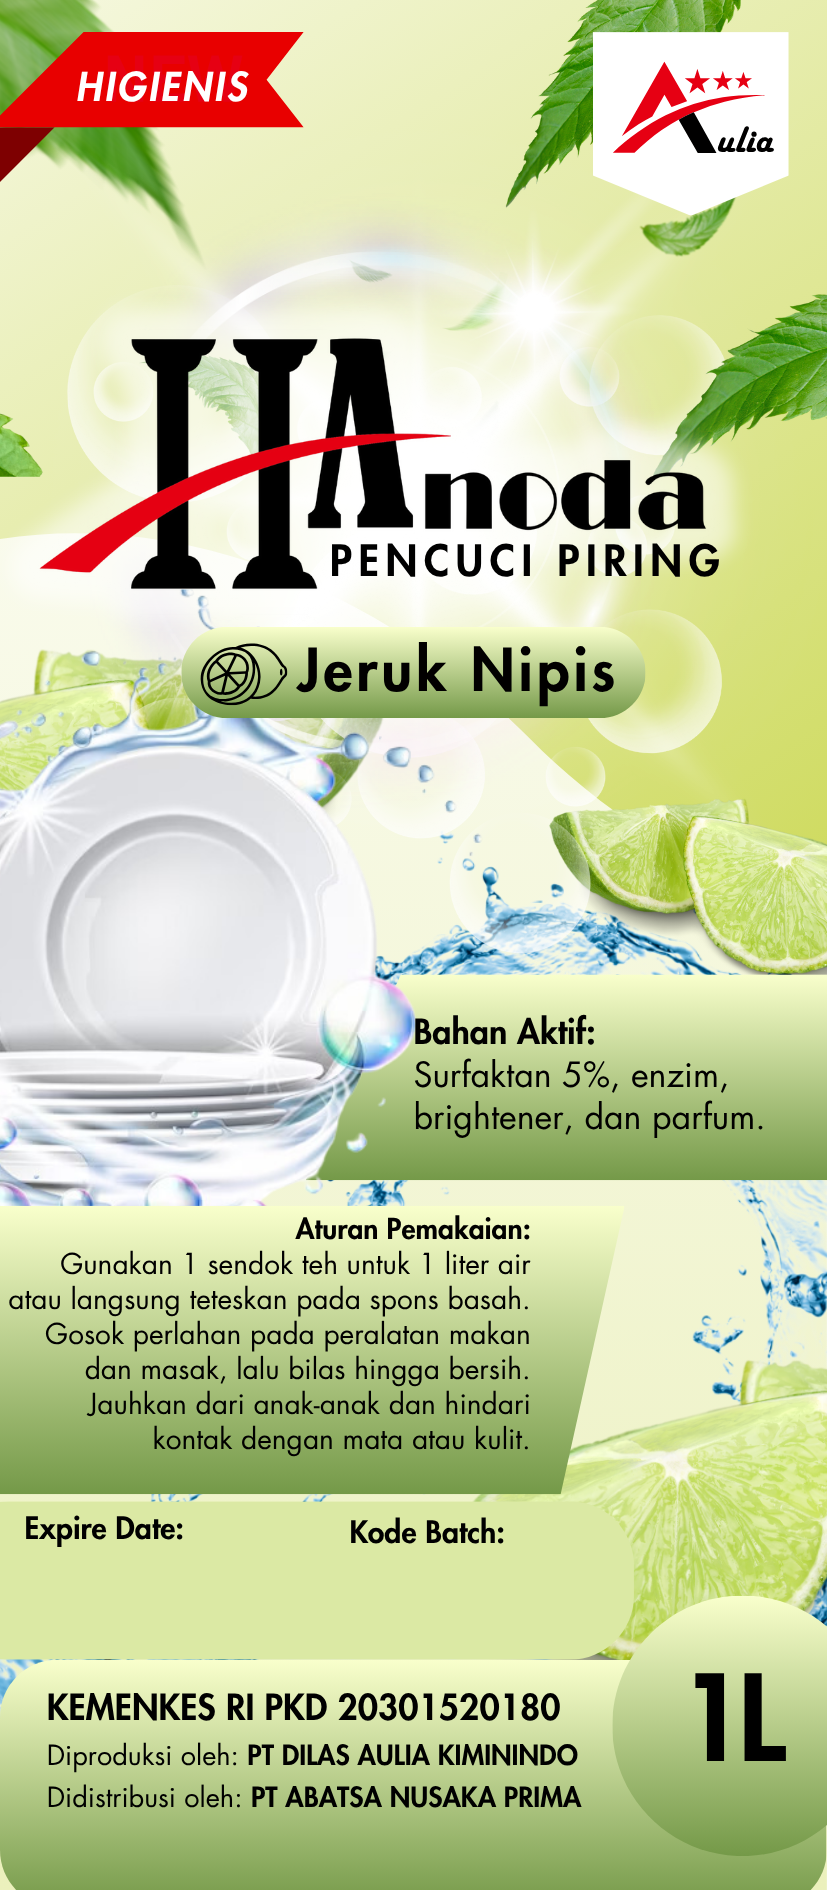 HIGIENIS
Aulia
HAnoda
PENCUCI PIRING
Jeruk Nipis
Bahan Aktif:
Surfaktan 5%, enzim,
brightener, dan parfum.
Aturan Pemakaian:
Gunakan 1 sendok teh untuk 1 liter air
atau langsung teteskan pada spons basah.
Gosok perlahan pada peralatan makan
dan masak, lalu bilas hingga bersih.
Jauhkan dari anak-anak dan hindari
kontak dengan mata atau kulit.
Expire Date:
Kode Batch:
KEMENKES RI PKD 20301520180
Diproduksi oleh: PT DILAS AULIA KIMININDO
Didistribusi oleh: PT ABATSA NUSAKA PRIMA
1L